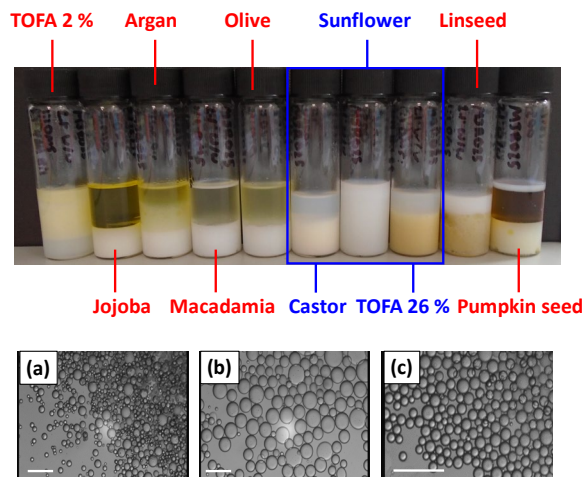 TOFA 2 % Argan Olive Sunflower Linseed
Jojoba Macadamia Castor TOFA 26 % Pumpkin seed
(a) (b) (c)